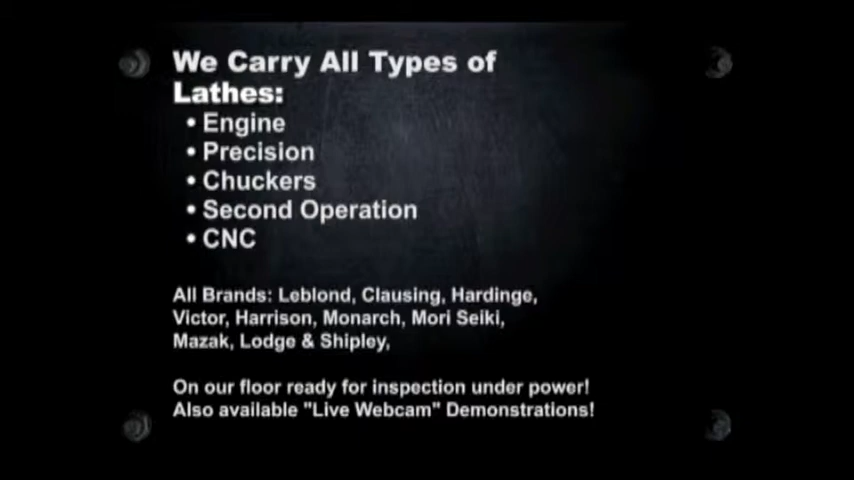 We Carry All Types of
Lathes:
• Engine
• Precision
• Chuckers
• Second Operation
• CNC
All Brands: Leblond, Clausing, Hardinge,
Victor, Harrison, Monarch, Mori Seiki,
Mazak, Lodge & Shipley,
On our floor ready for inspection under power!
Also available "Live Webcam" Demonstrations!